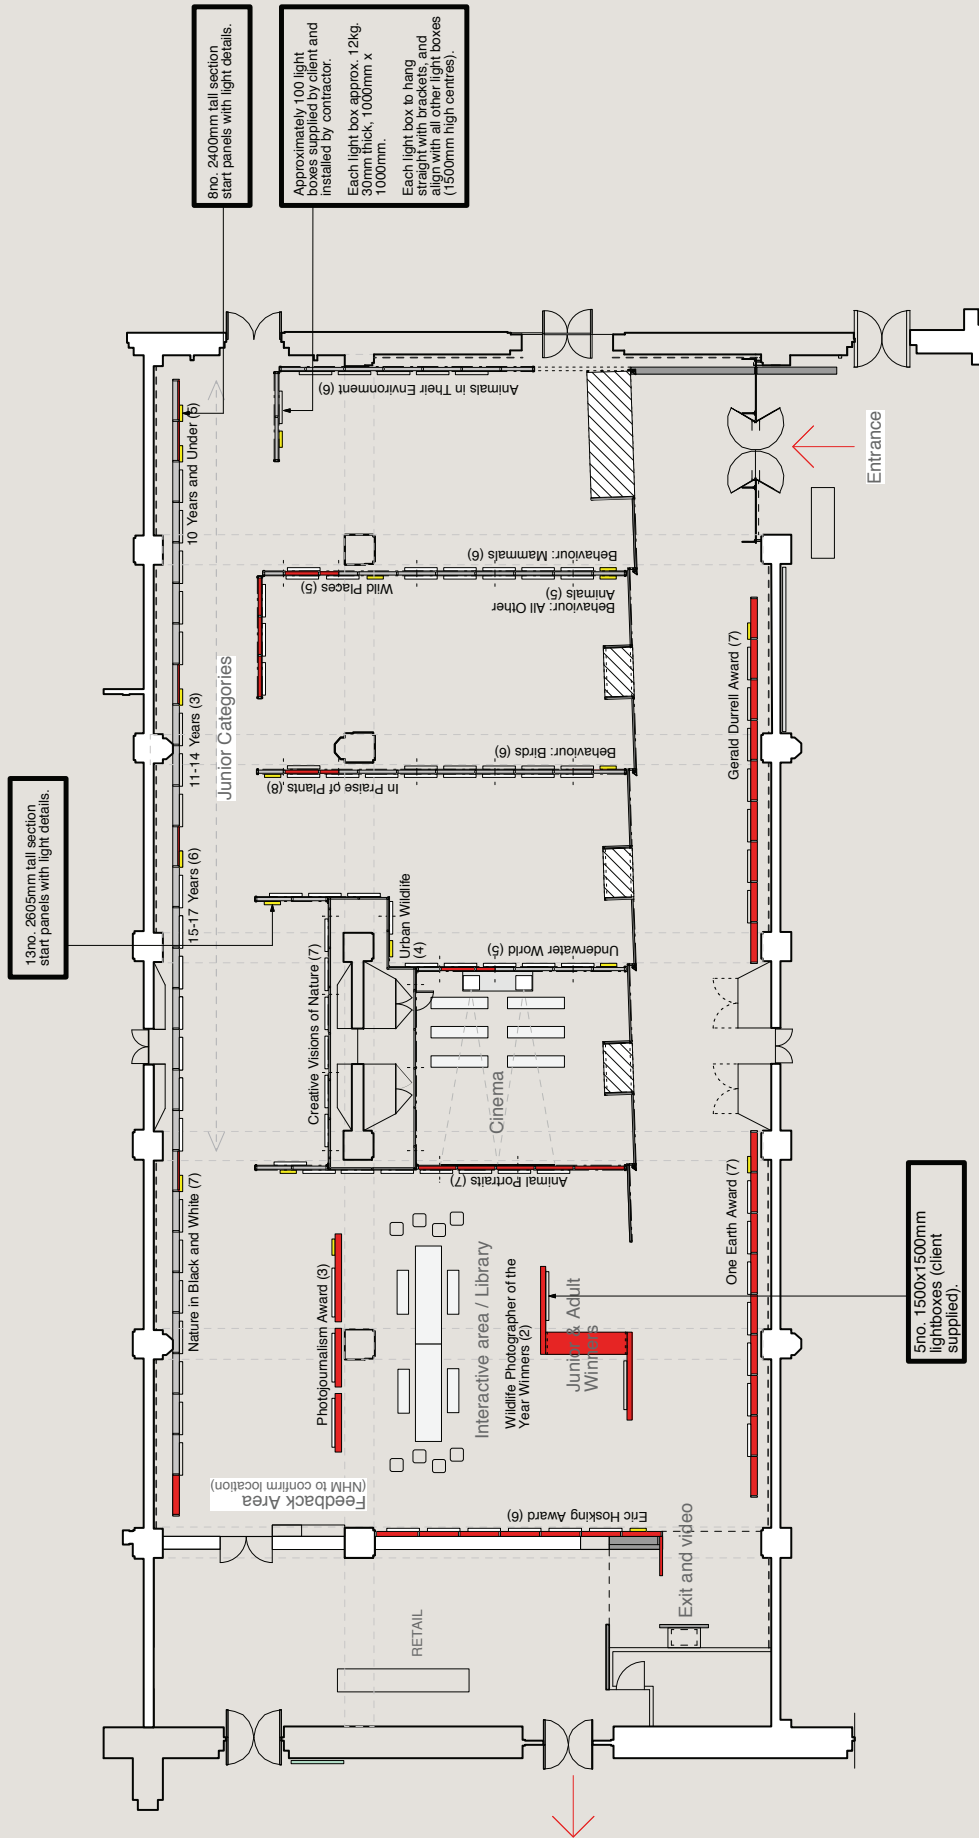 8no. 2400mm tall section
start panels with light details.
Approximately 100 light
boxes supplied by client and
installed by contractor.
Each light box approx. 12kg.
30mm thick, 1000mm x
1000mm.
Each light box to hang
straight with brackets, and
align with all other light boxes
(1500mm high centres).
13no. 2605mm tall section
start panels with light details.
5no. 1500x1500mm
lightboxes (client
supplied).
10 Years and Under (5)
11-14 Years (3)
15-17 Years (6)
Junior Categories
Nature in Black and White (7)
Animals in Their Environment (6)
Wild Places (5)
Behaviour: Mammals (6)
Behaviour: All Other
Animals (5)
In Praise of Plants (8)
Behaviour: Birds (6)
Creative Visions of Nature (7)
Urban Wildlife
(4)
Underwater World (5)
Cinema
Animal Portraits (7)
Photojournalism Award (3)
Interactive area / Library
Wildlife Photographer of the
Year Winners (2)
Junior & Adult
Winners
Feedback Area
(NHM to confirm location)
Eric Hosking Award (6)
Exit and video
RETAIL
One Earth Award (7)
Gerald Durrell Award (7)
Entrance